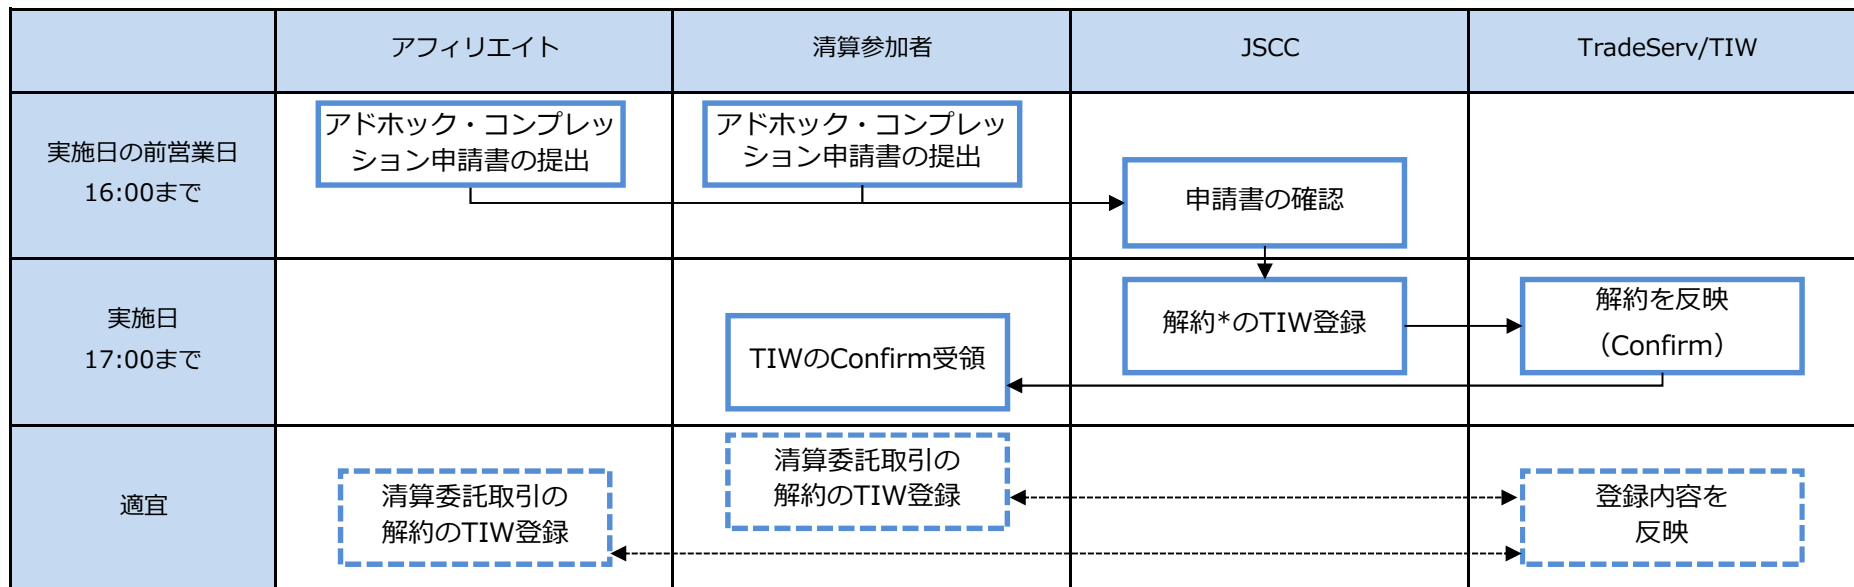 アフィリエイト
清算参加者
JSCC
TradeServ/TIW
実施日の前営業日
16:00まで
アドホック・コンプレッ
ション申請書の提出
アドホック・コンプレッ
ション申請書の提出
申請書の確認
実施日
17:00まで
TIWのConfirm受領
解約*のTIW登録
解約を反映
（Confirm）
適宜
清算委託取引の
解約のTIW登録
清算委託取引の
解約のTIW登録
登録内容を
反映